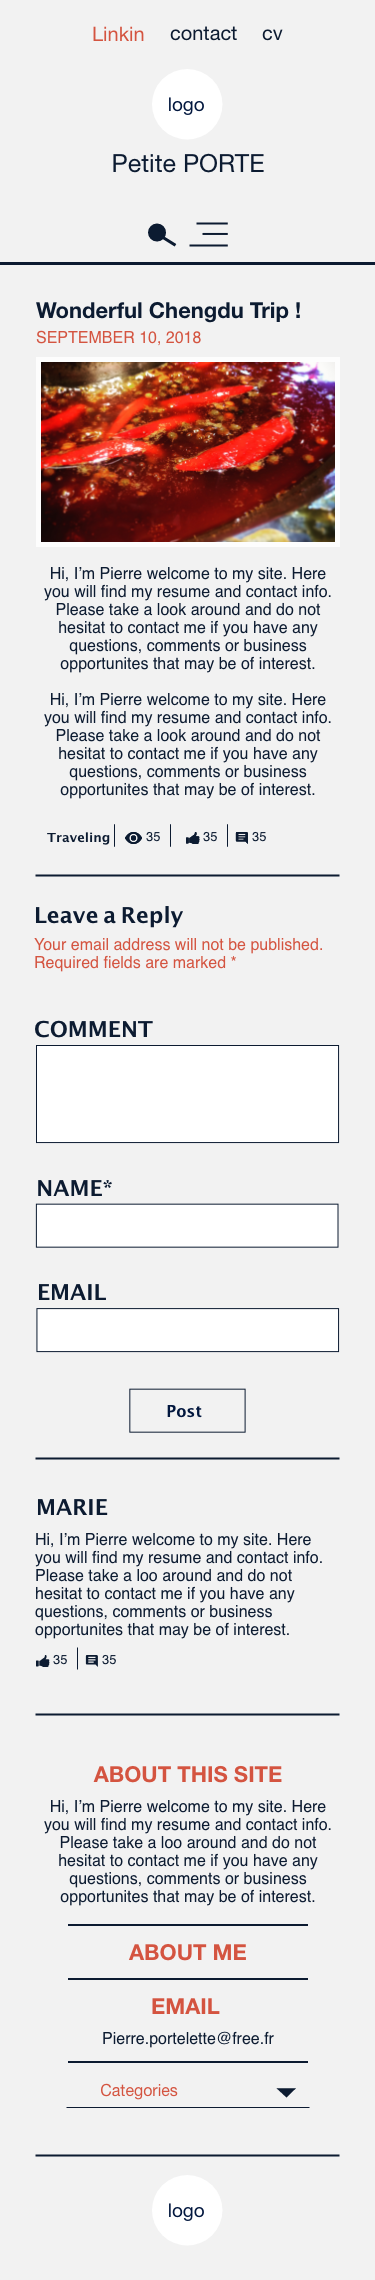 Linkin contact cv
logo
Petite PORTE
Wonderful Chengdu Trip !
SEPTEMBER 10, 2018
Hi, I'm Pierre welcome to my site. Here
you will find my resume and contact info.
Please take a look around and do not
hesitat to contact me if you have any
questions, comments or business
opportunites that may be of interest.
Hi, I'm Pierre welcome to my site. Here
you will find my resume and contact info.
Please take a look around and do not
hesitat to contact me if you have any
questions, comments or business
opportunites that may be of interest.
Traveling 35 35 35
Leave a Reply
Your email address will not be published.
Required fields are marked *
COMMENT
NAME*
EMAIL
Post
MARIE
Hi, I'm Pierre welcome to my site. Here
you will find my resume and contact info.
Please take a loo around and do not
hesitat to contact me if you have any
questions, comments or business
opportunites that may be of interest.
35 35
ABOUT THIS SITE
Hi, I'm Pierre welcome to my site. Here
you will find my resume and contact info.
Please take a loo around and do not
hesitat to contact me if you have any
questions, comments or business
opportunites that may be of interest.
ABOUT ME
EMAIL
Pierre.portelette@free.fr
Categories
logo